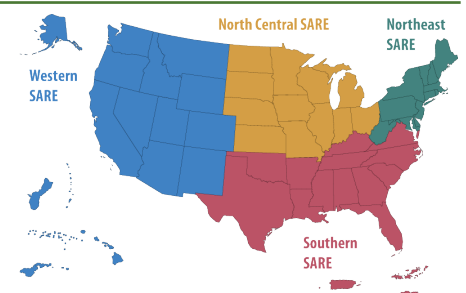 North Central SARE
Northeast
SARE
Western
SARE
Southern
SARE